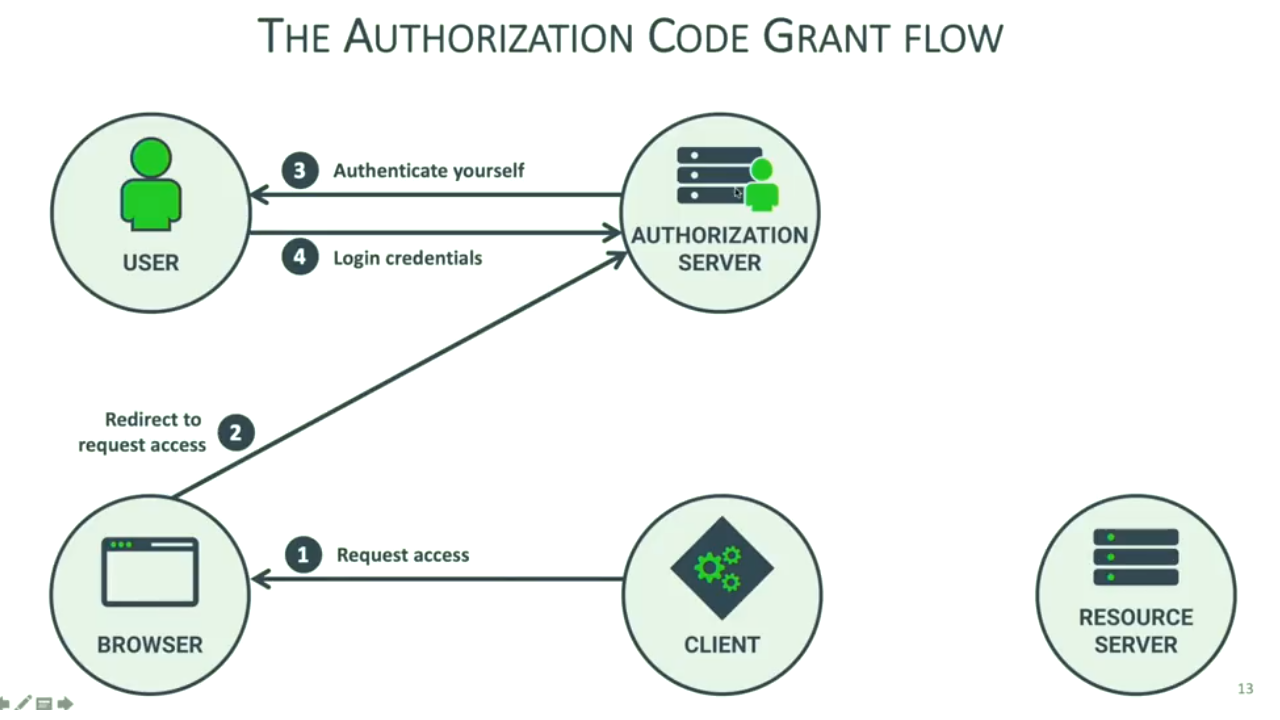 THE AUTHORIZATION CODE GRANT FLOW
3 Authenticate yourself
4 Login credentials
USER
AUTHORIZATION
SERVER
Redirect to
request access
2
1 Request access
BROWSER
CLIENT
RESOURCE
SERVER
13